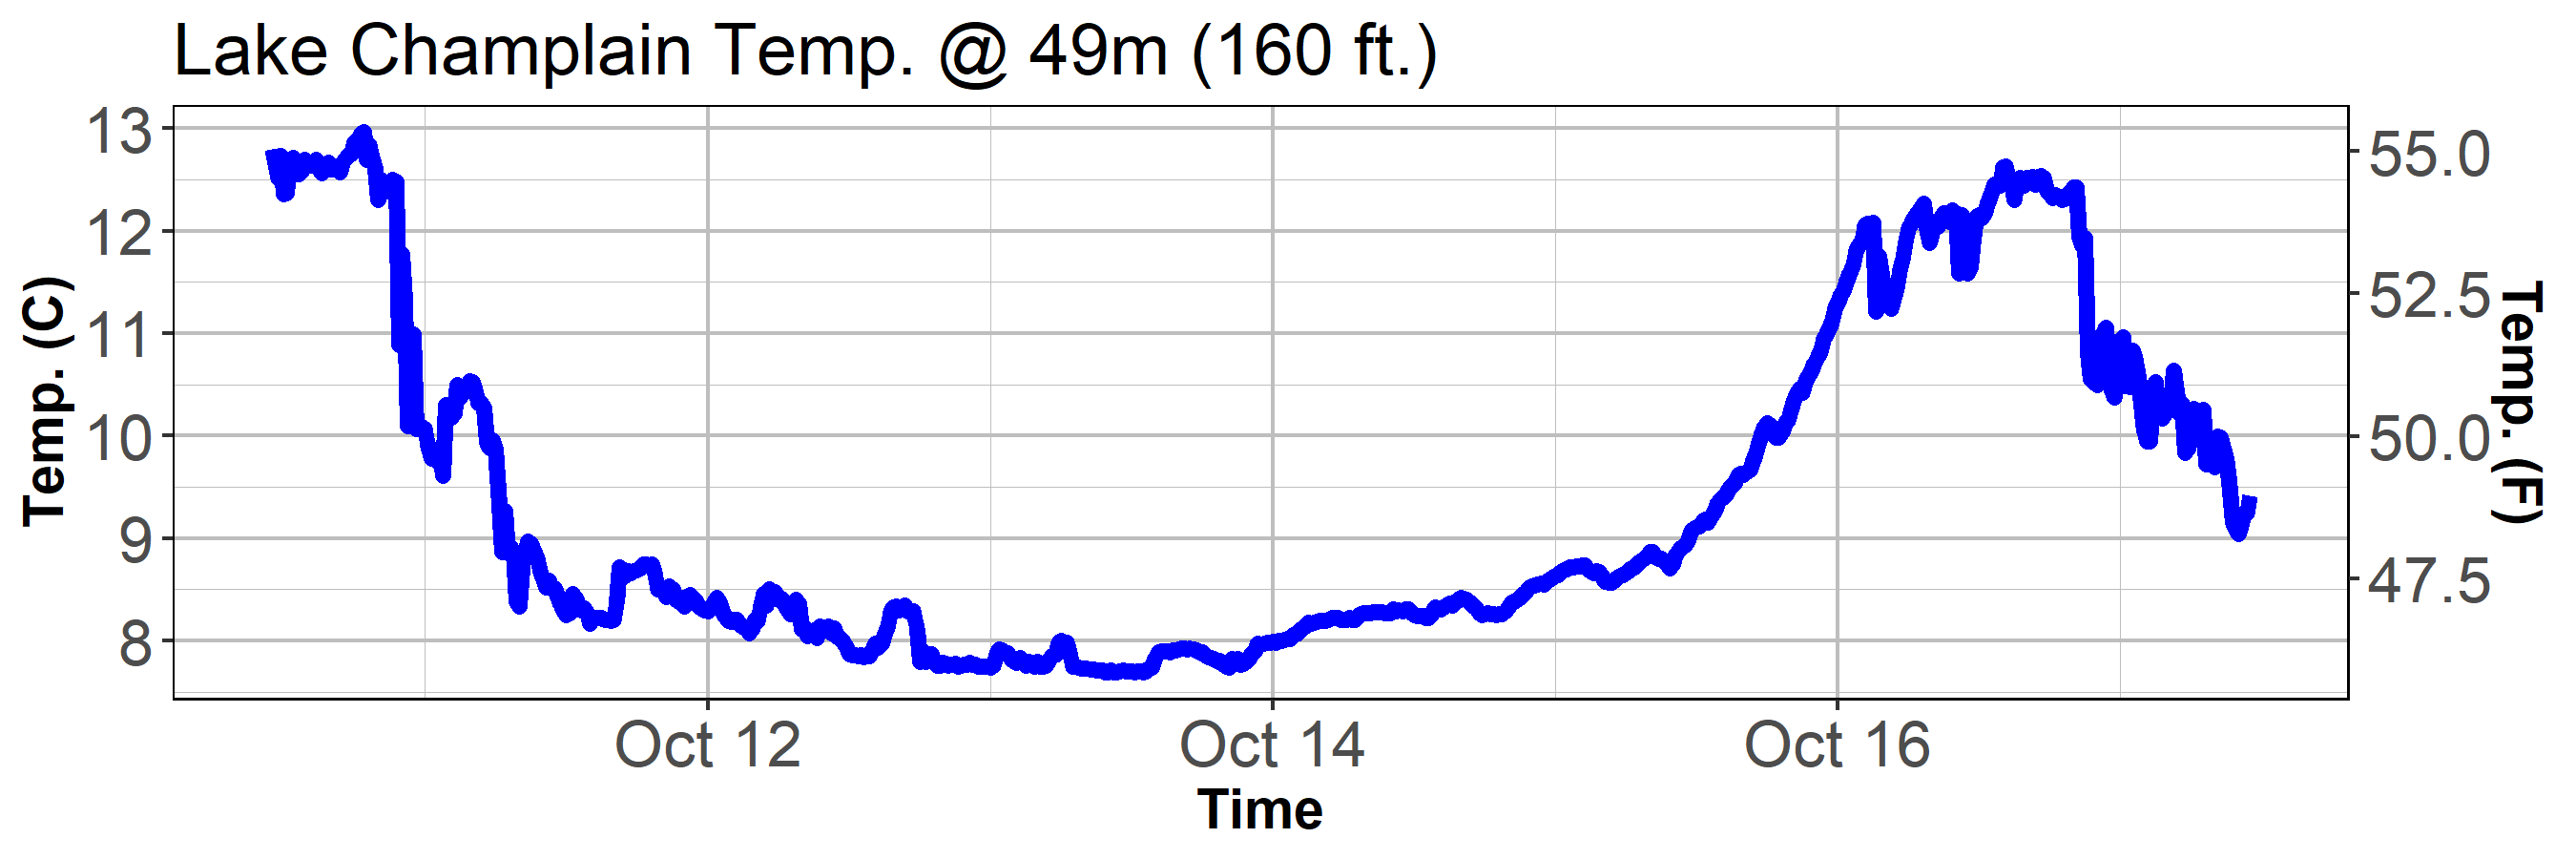 Lake Champlain Temp. @ 49m (160 ft.)
Temp. (C)
13
12
11
10
9
8
55.0
52.5
50.0
47.5
Temp. (F)
Oct 12
Oct 14
Oct 16
Time